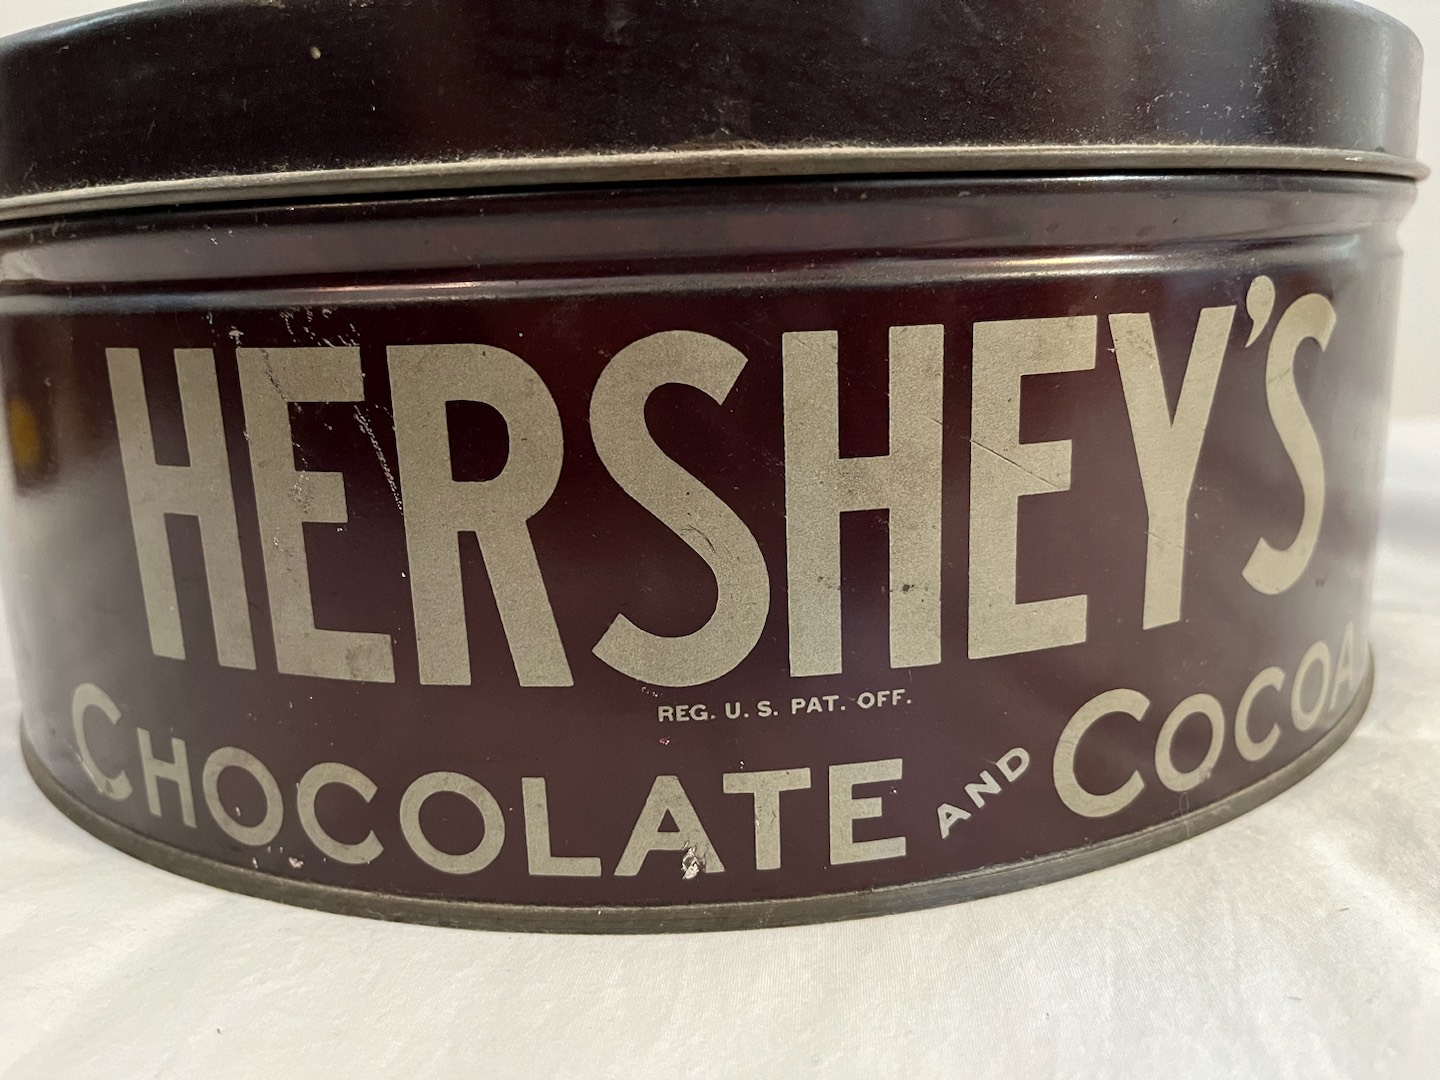 HERSHEY'S
REG. U. S. PAT. OFF.
CHOCOLATE AND COCOA